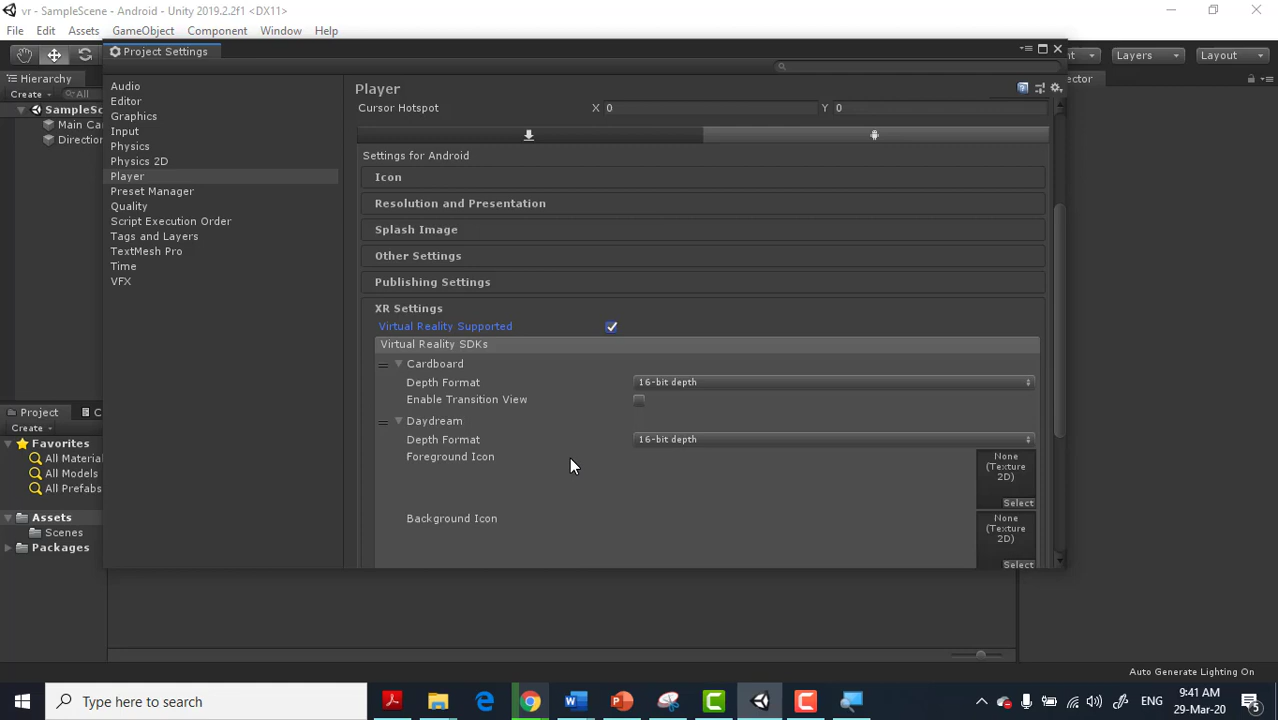 vr - SampleScene - Android - Unity 2019.2.2f1 <DX11>
File Edit Assets GameObject Component Window Help
Project Settings
Layers
Layout
Hierarchy
Create
All
SampleSc
Main Ca
Direction
Audio
Editor
Graphics
Input
Physics
Physics 2D
Player
Preset Manager
Quality
Script Execution Order
Tags and Layers
TextMesh Pro
Time
VFX
Player
Cursor Hotspot X 0 Y 0
Settings for Android
Icon
Resolution and Presentation
Splash Image
Other Settings
Publishing Settings
XR Settings
Virtual Reality Supported
Virtual Reality SDKs
Cardboard
Depth Format 16-bit depth
Enable Transition View
Daydream
Depth Format 16-bit depth
Foreground Icon
None
(Texture
2D)
Select
Background Icon
None
(Texture
2D)
Select
Project
C
Create
Favorites
All Materia
All Models
All Prefabs
Assets
Scenes
Packages
Auto Generate Lighting On
Type here to search
ENG
9:41 AM
29-Mar-20
5